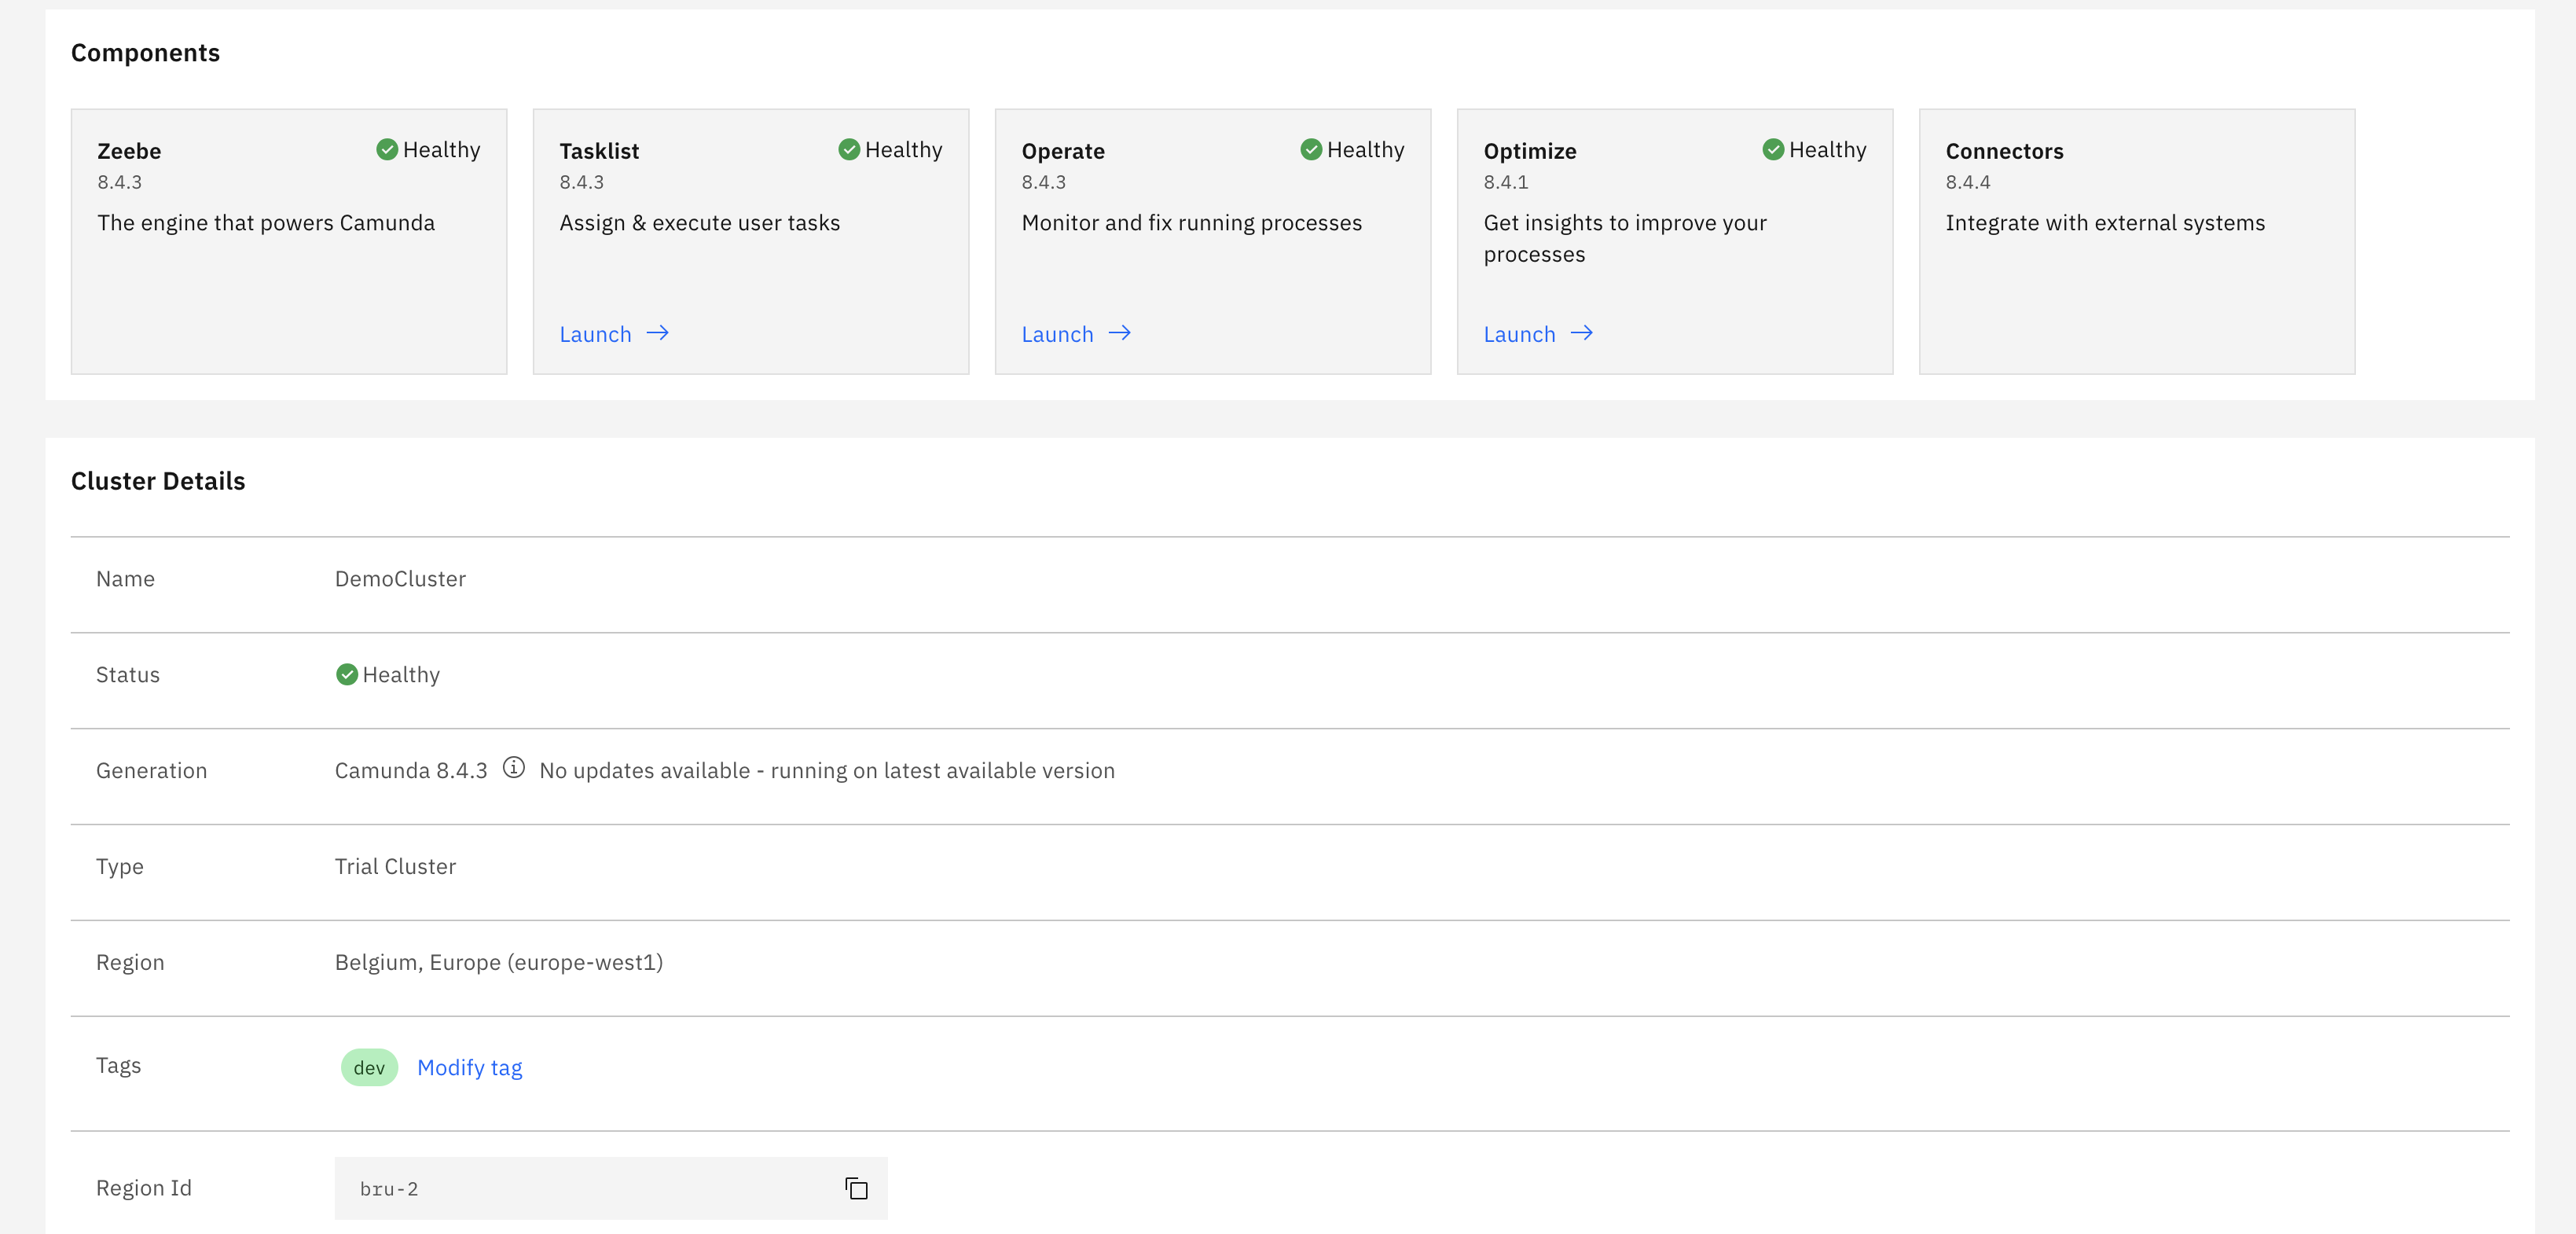 Components
Zeebe
Healthy
8.4.3
The engine that powers Camunda
Tasklist
Healthy
8.4.3
Assign & execute user tasks
Launch
Operate
Healthy
8.4.3
Monitor and fix running processes
Launch
Optimize
Healthy
8.4.1
Get insights to improve your
processes
Launch
Connectors
8.4.4
Integrate with external systems
Cluster Details
Name DemoCluster
Status Healthy
Generation Camunda 8.4.3 No updates available - running on latest available version
Type Trial Cluster
Region Belgium, Europe (europe-west1)
Tags dev Modify tag
Region Id bru-2